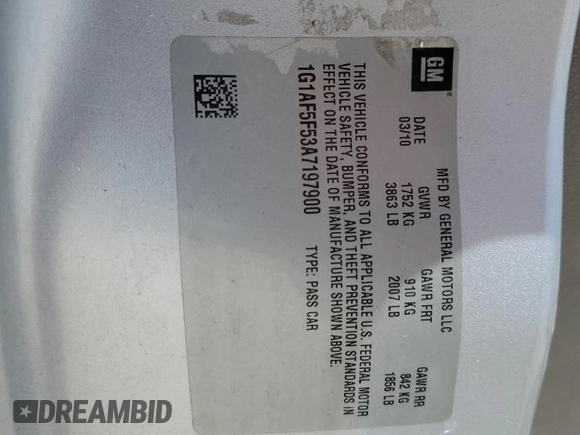 GM
MFD BY GENERAL MOTORS LLC
DATE GVWR GAWR FRT GAWR RR
03/10 1752 KG 910 KG 842 KG
3863 LB 2007 LB 1856 LB
THIS VEHICLE CONFORMS TO ALL APPLICABLE U.S. FEDERAL MOTOR
VEHICLE SAFETY, BUMPER, AND THEFT PREVENTION STANDARDS IN
EFFECT ON THE DATE OF MANUFACTURE SHOWN ABOVE.
1G1AF5F53A7197900 TYPE: PASS CAR
DREAMBID